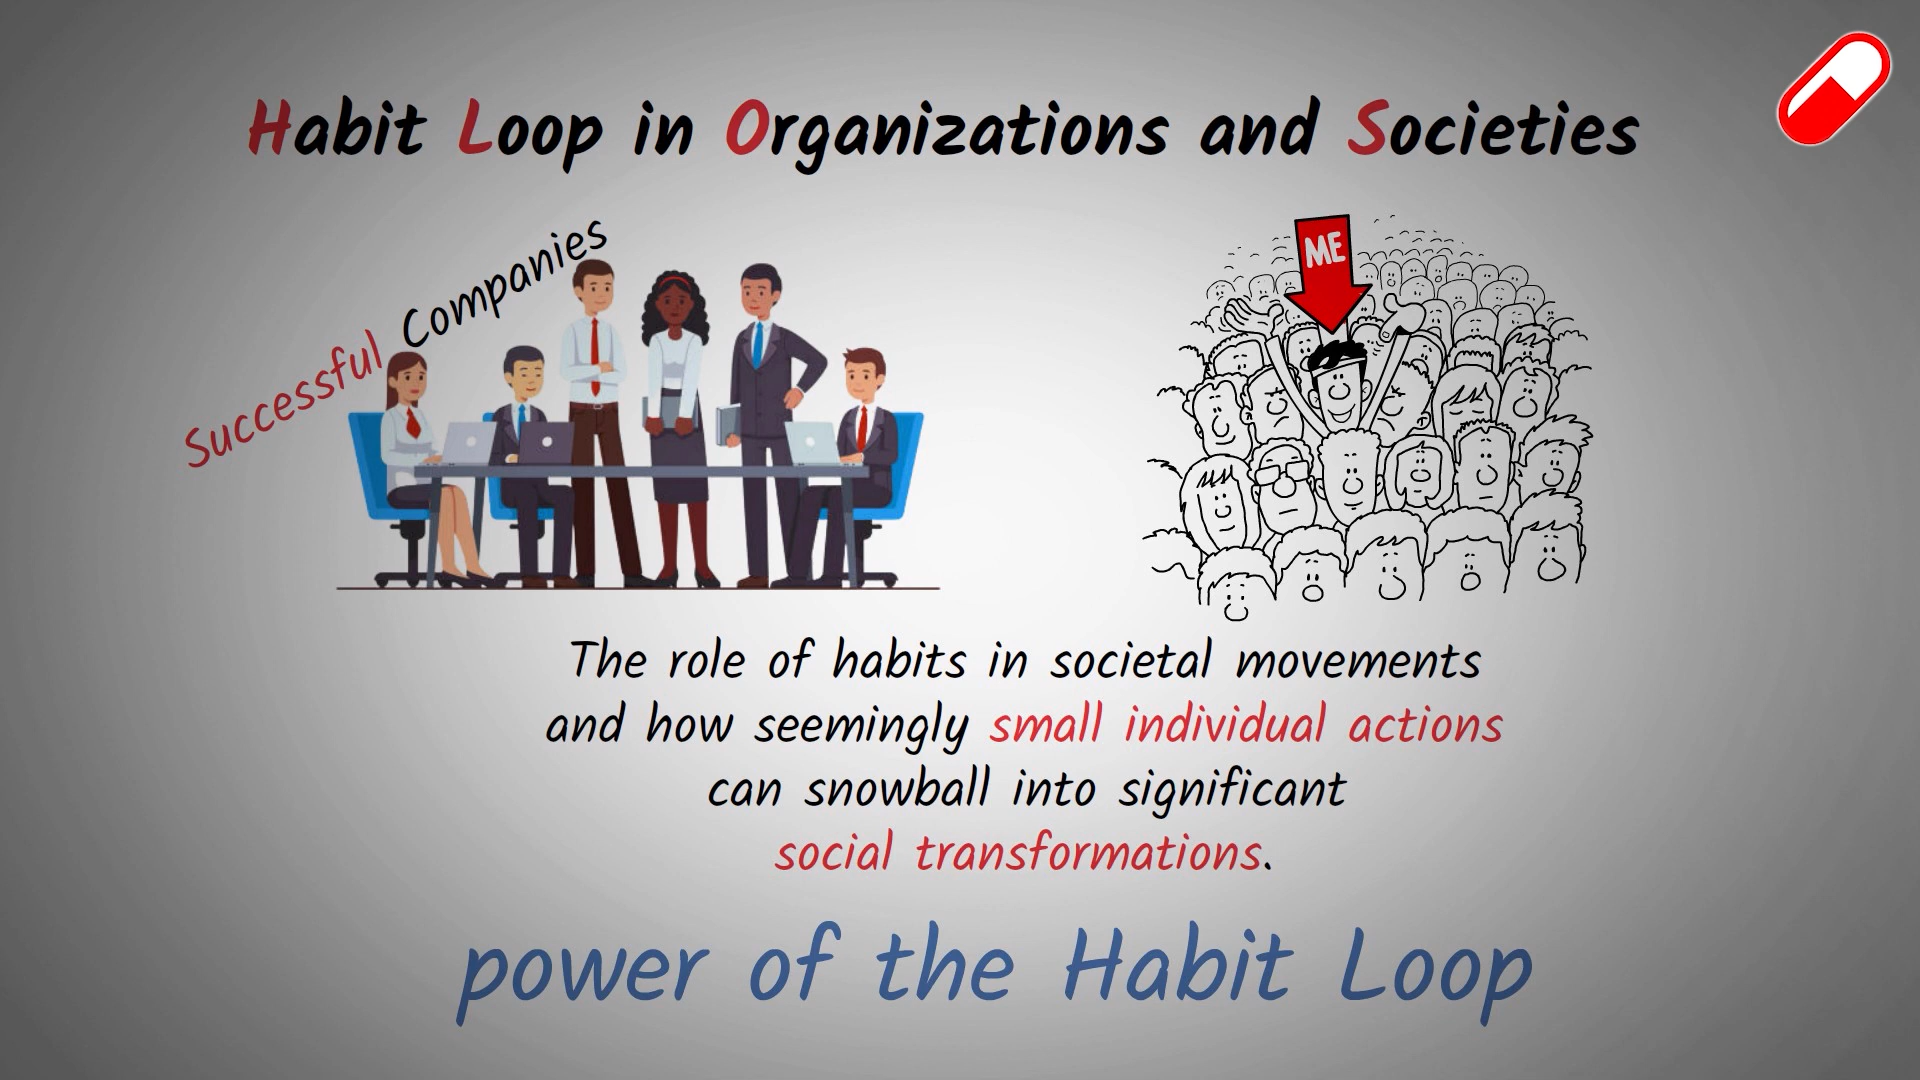 Habit Loop in Organizations and Societies
Successful Companies
ME
The role of habits in societal movements
and how seemingly small individual actions
can snowball into significant
social transformations.
power of the Habit Loop